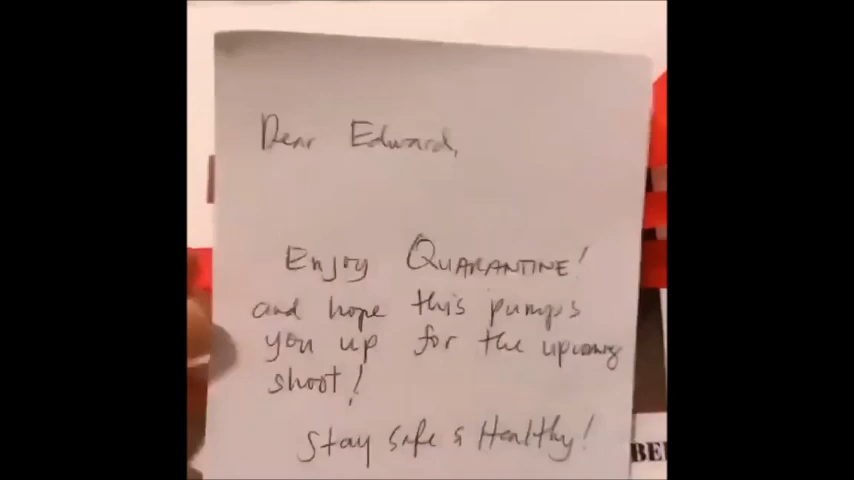 Dear Edward,
Enjoy QUARANTINE!
and hope this pumps
you up for the upcoming
shoot!
Stay safe & Healthy!
BE